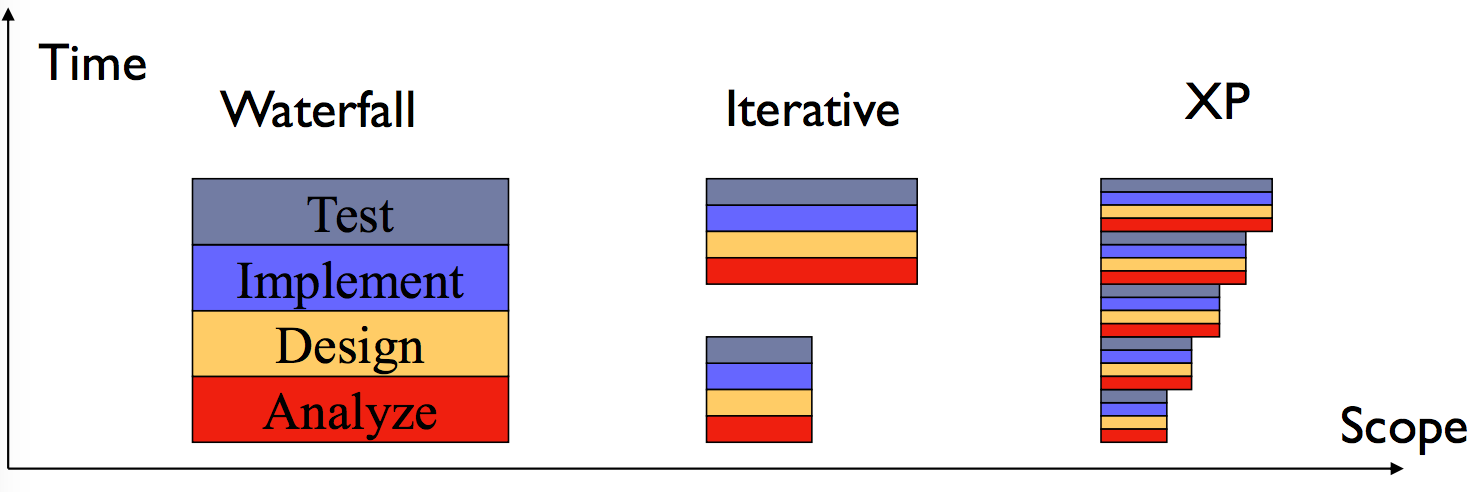 Time
Waterfall
Iterative
XP
Test
Implement
Design
Analyze
Scope